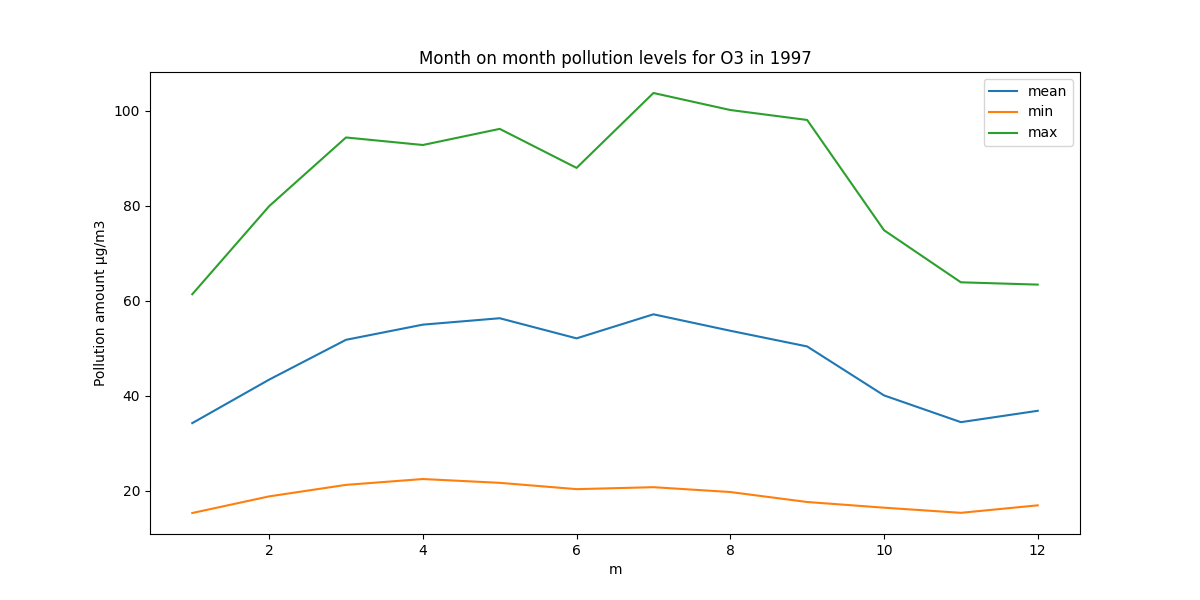 Month on month pollution levels for O3 in 1997
mean
min
max
100
80
60
40
20
Pollution amount µg/m3
2 4 6 8 10 12
m